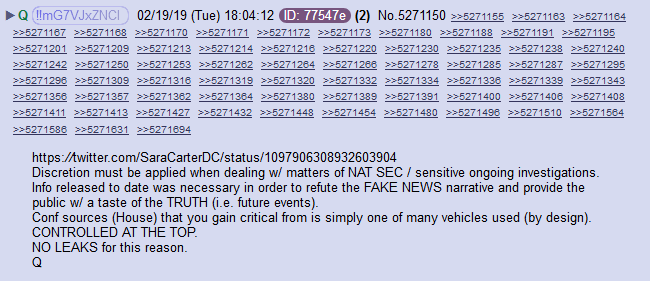 Q !!mG7VJxZNCI 02/19/19 (Tue) 18:04:12 ID: 77547e (2) No.5271150 >>5271155 >>5271163 >>5271164
>>5271167 >>5271168 >>5271170 >>5271171 >>5271172 >>5271173 >>5271180 >>5271188 >>5271191 >>5271195
>>5271201 >>5271209 >>5271213 >>5271214 >>5271216 >>5271220 >>5271230 >>5271235 >>5271238 >>5271240
>>5271242 >>5271250 >>5271253 >>5271262 >>5271264 >>5271266 >>5271278 >>5271285 >>5271287 >>5271295
>>5271296 >>5271309 >>5271316 >>5271319 >>5271320 >>5271332 >>5271334 >>5271336 >>5271339 >>5271343
>>5271356 >>5271357 >>5271362 >>5271364 >>5271380 >>5271389 >>5271391 >>5271400 >>5271406 >>5271408
>>5271411 >>5271413 >>5271427 >>5271432 >>5271448 >>5271454 >>5271480 >>5271496 >>5271510 >>5271564
>>5271586 >>5271631 >>5271694
https://twitter.com/SaraCarterDC/status/1097906308932603904
Discretion must be applied when dealing w/ matters of NAT SEC / sensitive ongoing investigations.
Info released to date was necessary in order to refute the FAKE NEWS narrative and provide the
public w/ a taste of the TRUTH (i.e. future events).
Conf sources (House) that you gain critical from is simply one of many vehicles used (by design).
CONTROLLED AT THE TOP.
NO LEAKS for this reason.
Q